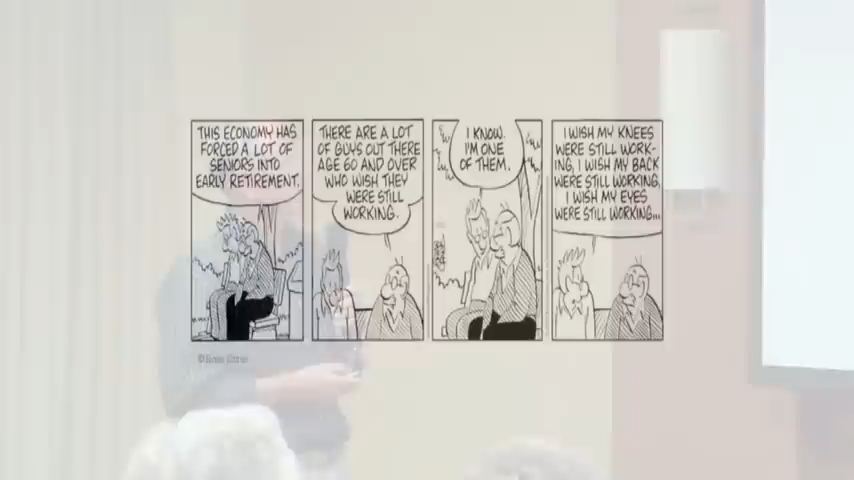 THIS ECONOMY HAS
FORCED A LOT OF
SENIORS INTO
EARLY RETIREMENT.
THERE ARE A LOT
OF GUYS OUT THERE
AGE 60 AND OVER
WHO WISH THEY
WERE STILL
WORKING.
I KNOW.
I'M ONE
OF THEM.
I WISH MY KNEES
WERE STILL WORK-
ING, I WISH MY BACK
WERE STILL WORKING,
I WISH MY EYES
WERE STILL WORKING...